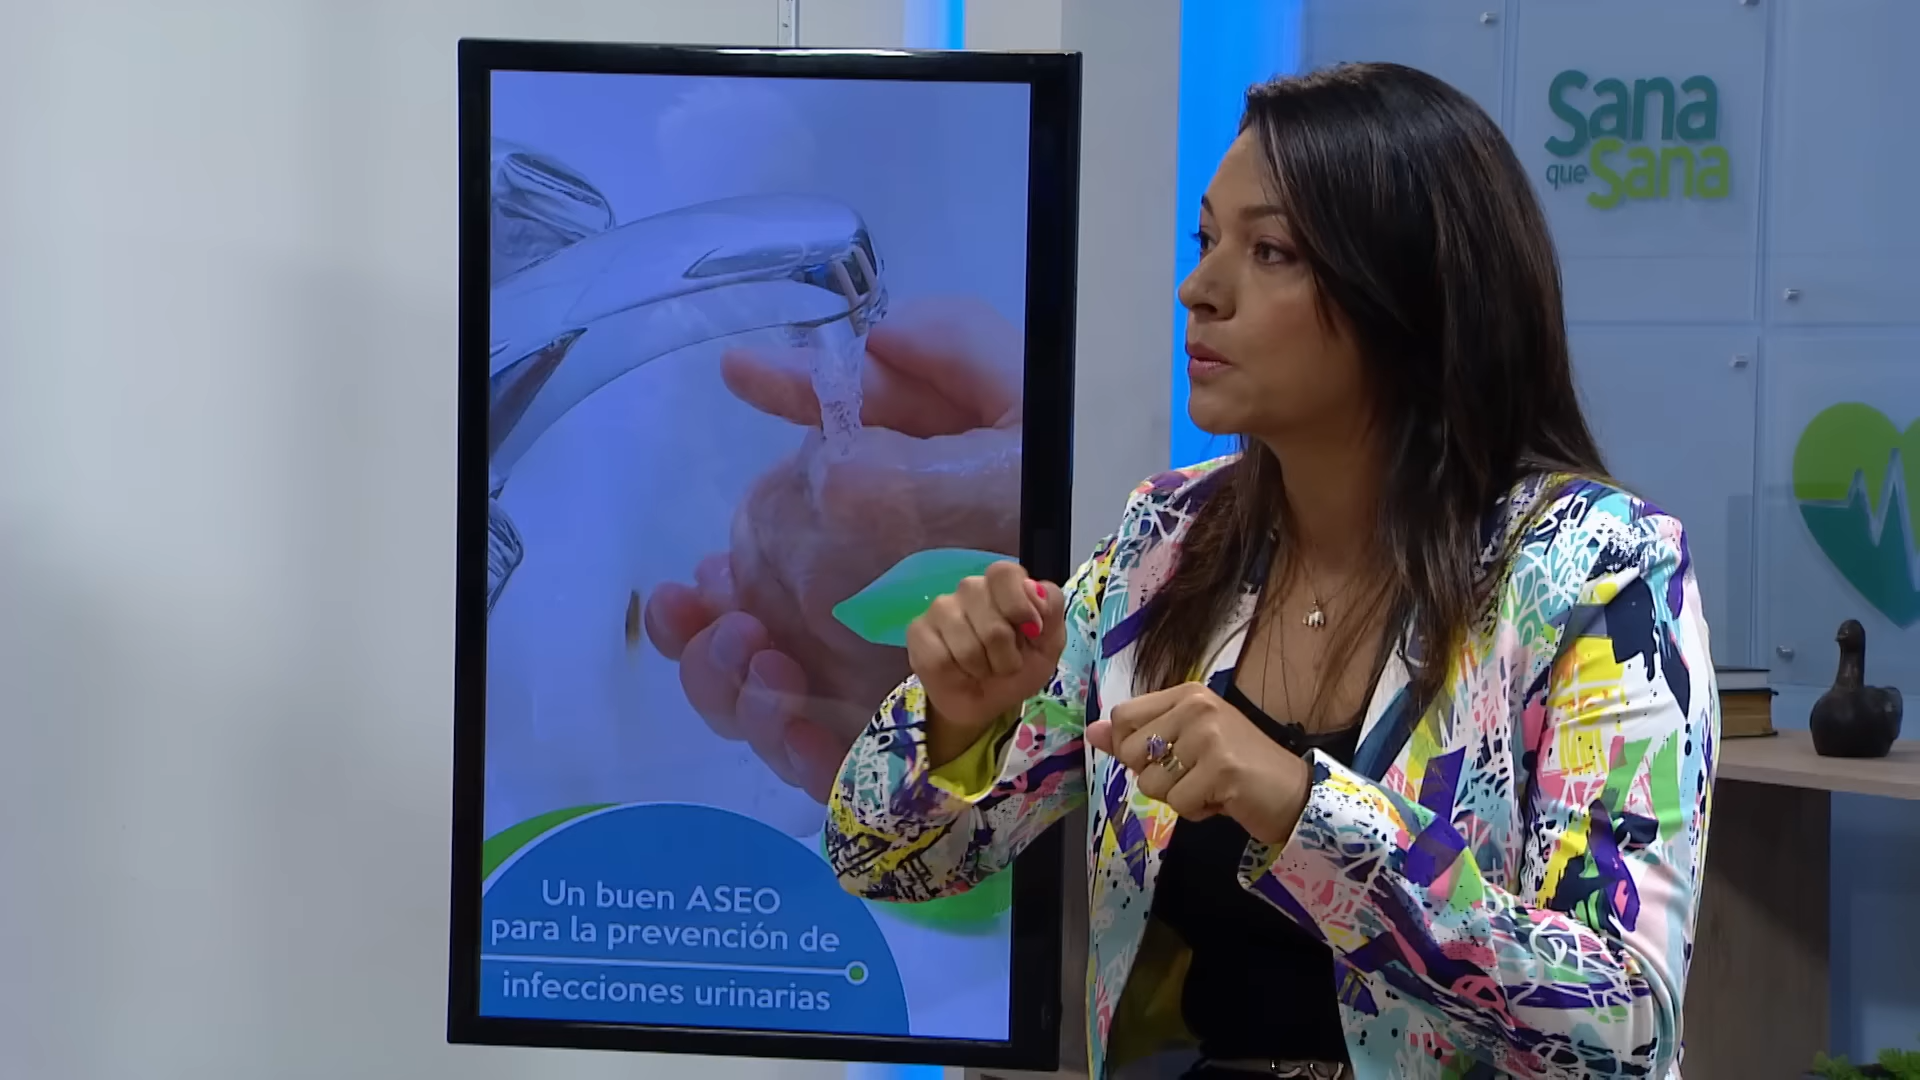 Sana
que Sana
Un buen ASEO
para la prevención de
infecciones urinarias